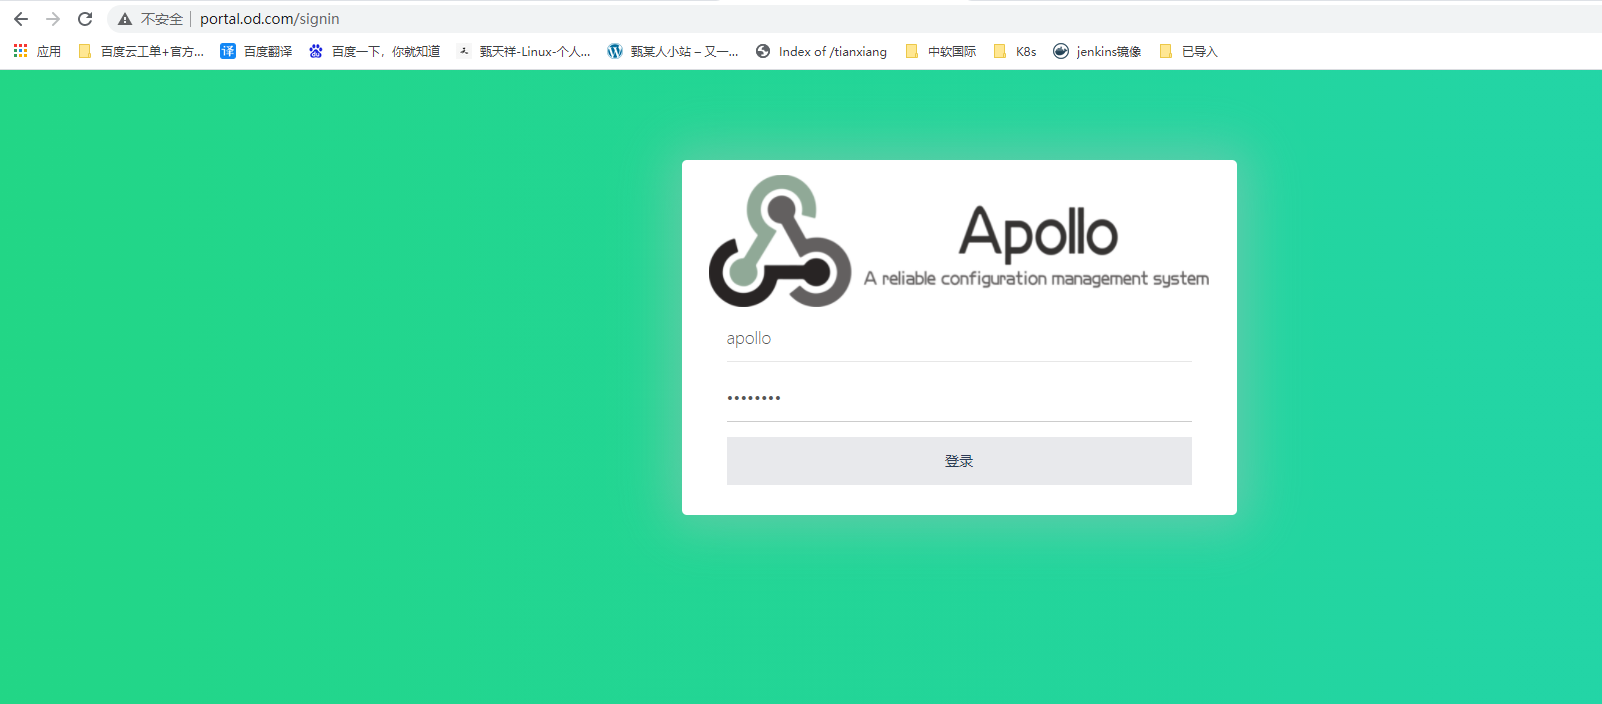 不安全 portal.od.com/signin
应用 百度云工单+官方... 百度翻译 百度一下，你就知道 甄天祥-Linux-个人... 甄某人小站 – 又一... Index of /tianxiang 中软国际 K8s jenkins镜像 已导入
Apollo
A reliable configuration management system
apollo
••••••••
登录